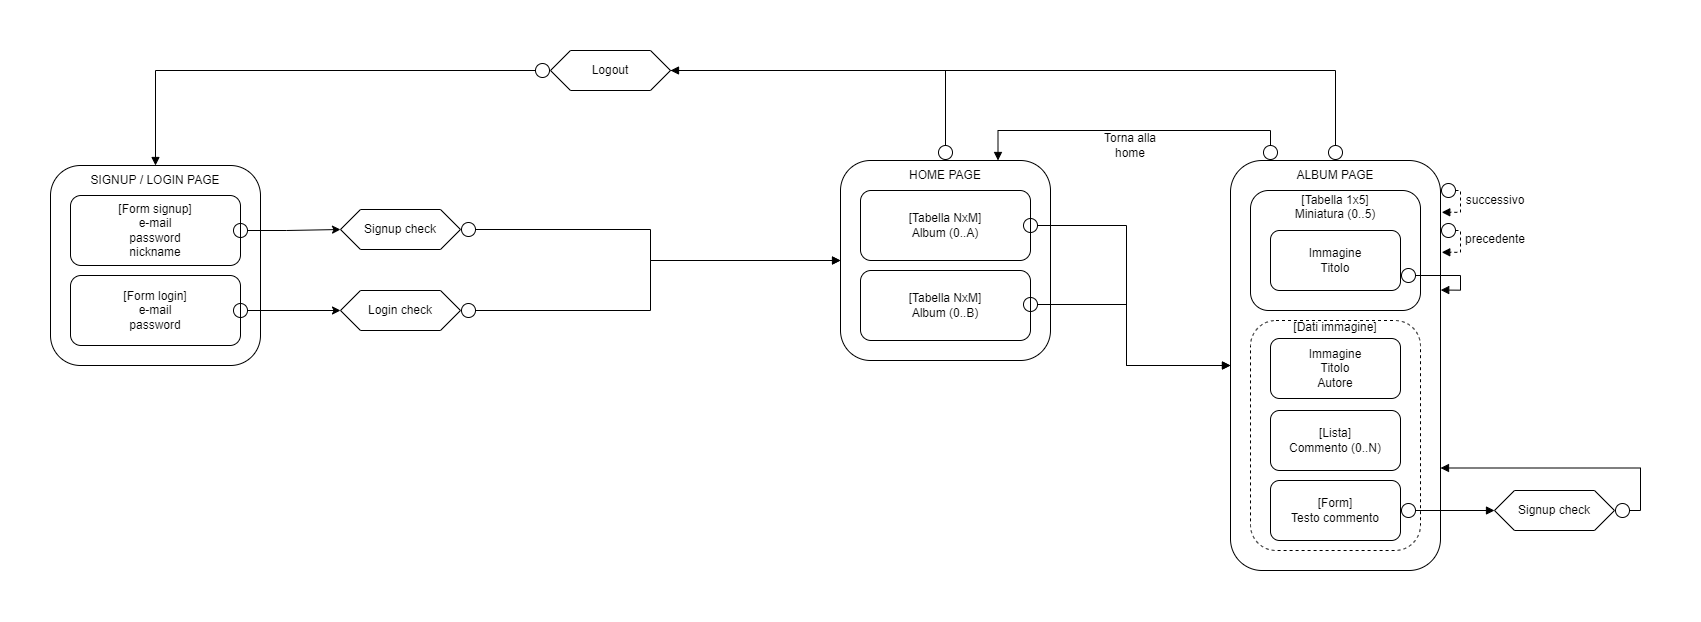 Logout
Torna alla
home
SIGNUP / LOGIN PAGE
[Form signup]
e-mail
password
nickname
[Form login]
e-mail
password
Signup check
Login check
HOME PAGE
[Tabella NxM]
Album (0..A)
[Tabella NxM]
Album (0..B)
ALBUM PAGE
[Tabella 1x5]
Miniatura (0..5)
Immagine
Titolo
successivo
precedente
[Dati immagine]
Immagine
Titolo
Autore
[Lista]
Commento (0..N)
[Form]
Testo commento
Signup check